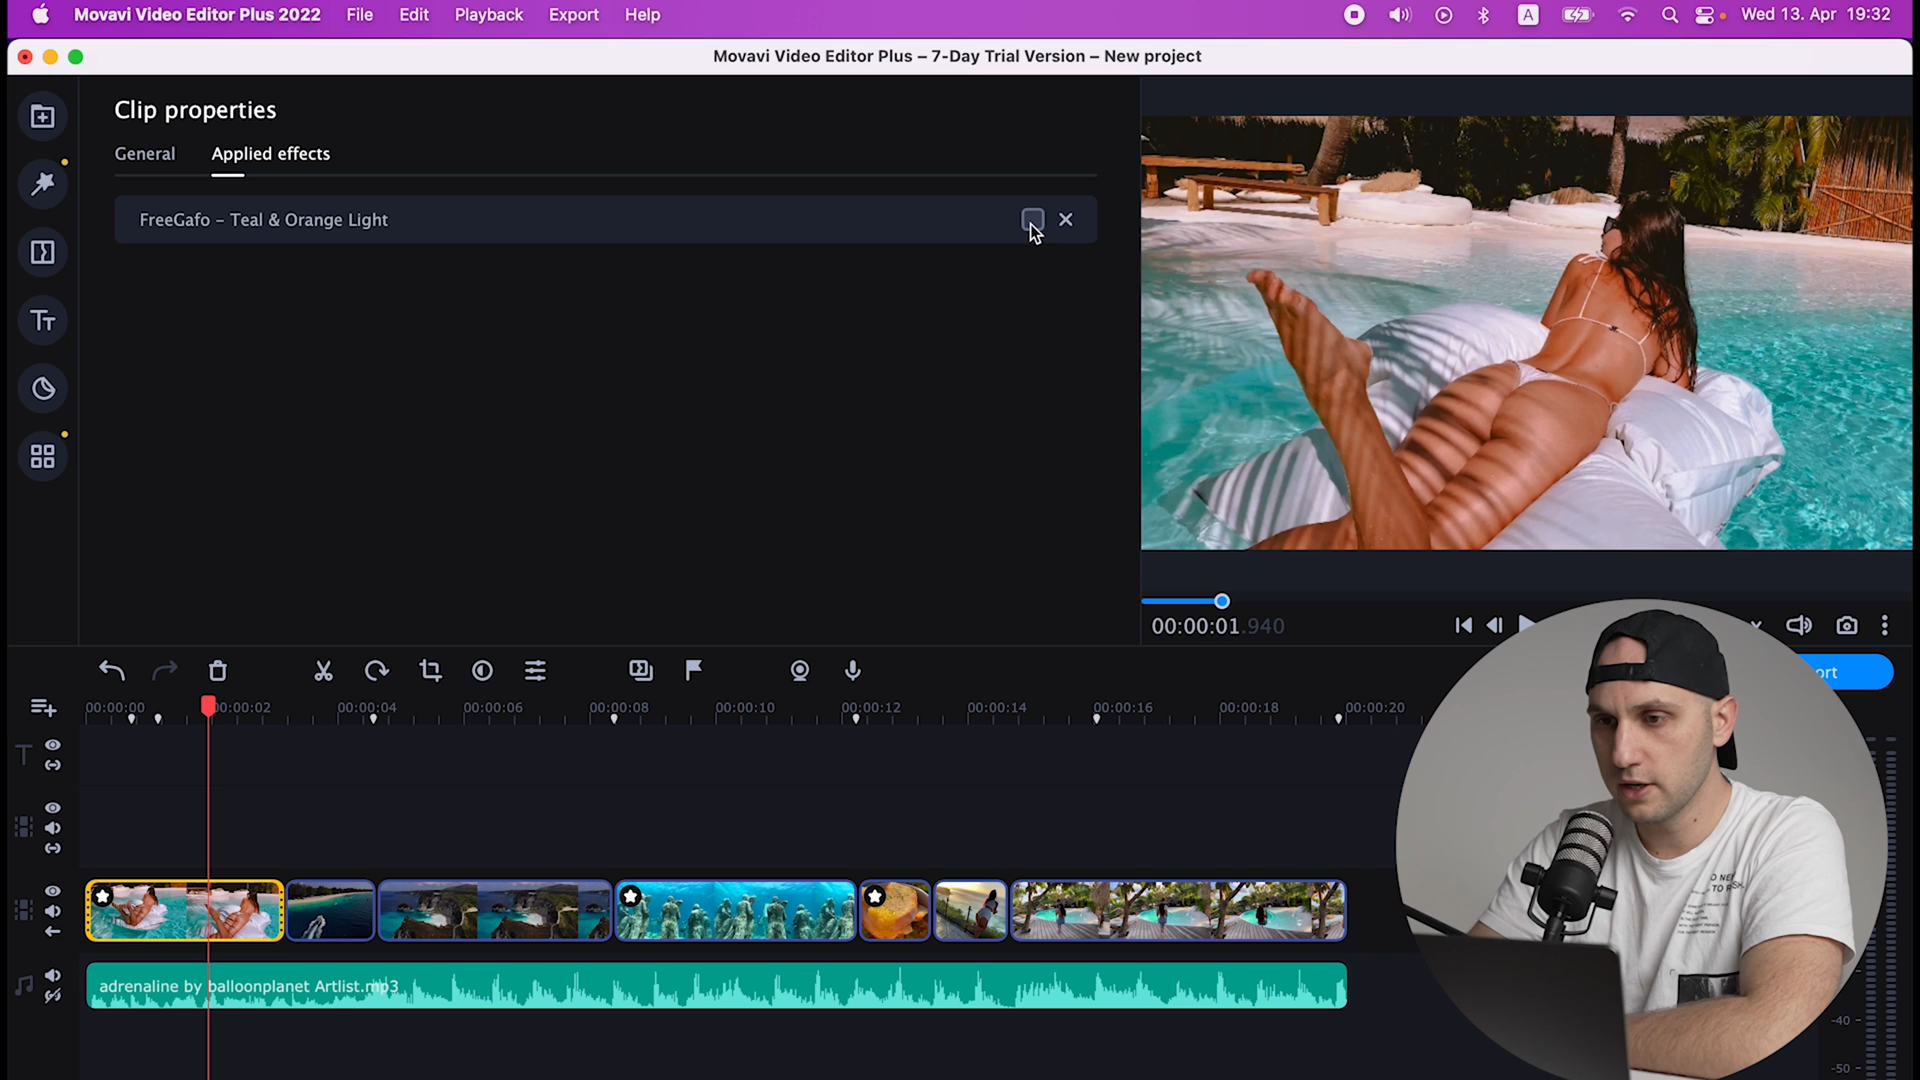 Movavi Video Editor Plus 2022 File Edit Playback Export Help A Wed 13. Apr 19:32
Movavi Video Editor Plus – 7-Day Trial Version – New project
Clip properties
General Applied effects
FreeGafo – Teal & Orange Light
00:00:01.940
ort
00:00:00 00:00:02 00:00:04 00:00:06 00:00:08 00:00:10 00:00:12 00:00:14 00:00:16 00:00:18 00:00:20
adrenaline by balloonplanet Artlist.mp3
-40
-50